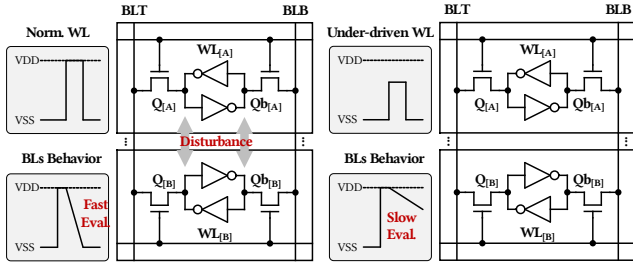 BLT
BLB
BLT
BLB
Norm. WL
VDD
VSS
WL[A]
Q[A]
Qb[A]
Under-driven WL
VDD
VSS
WL[A]
Q[A]
Qb[A]
Disturbance
BLs Behavior
VDD
Fast
Eval.
VSS
Q[B]
Qb[B]
WL[B]
BLs Behavior
VDD
Slow
Eval.
VSS
Q[B]
Qb[B]
WL[B]